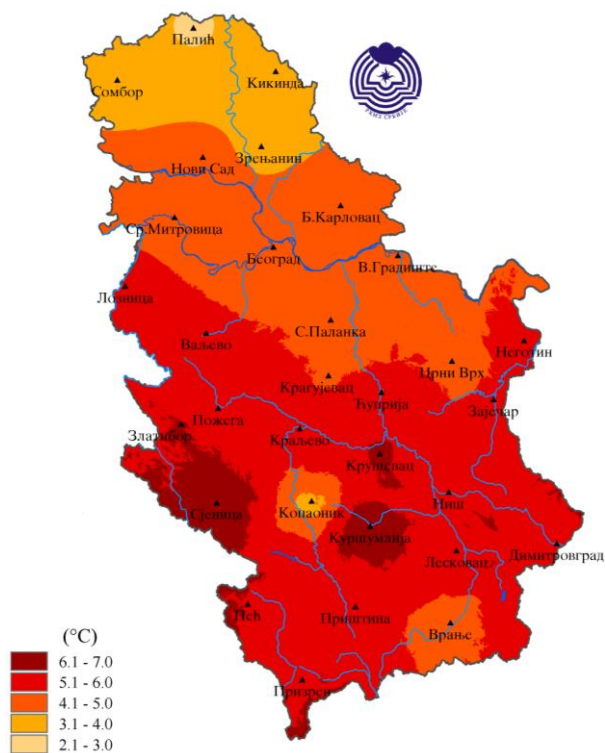 Палић
Кикинда
Сомбор
Зрењанин
Нови Сад
Б.Карловац
Ср.Митровица
Београд
В.Градиште
Лозница
С.Паланка
Ваљево
Неготин
Црни Врх
Крагујевац
Ћуприја
Зајечар
Пожега
Златибор
Краљево
Крушевац
Ниш
Копаоник
Сјеница
Куршумлија
Димитровград
Лесковац
Пећ
Приштина
Врање
Призрен
(°C)
6.1 - 7.0
5.1 - 6.0
4.1 - 5.0
3.1 - 4.0
2.1 - 3.0